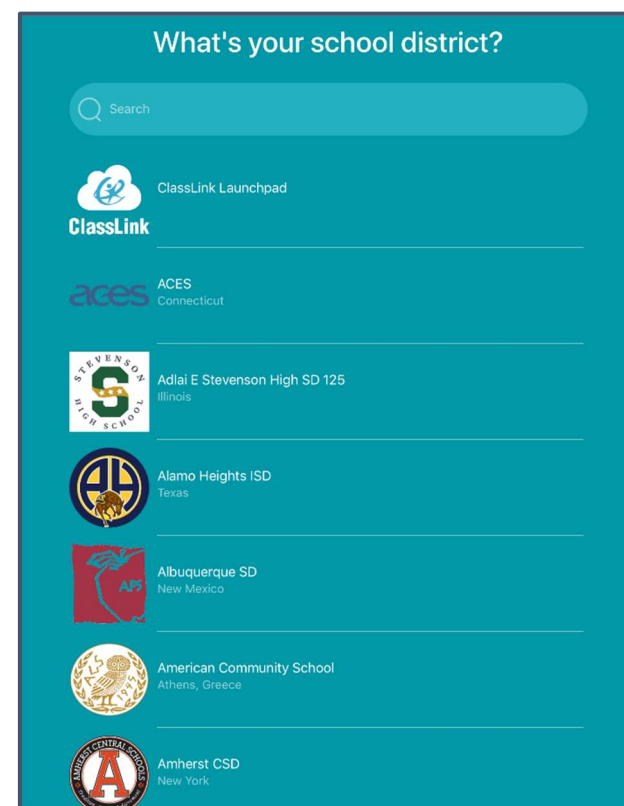 What's your school district?
Search
ClassLink Launchpad
ClassLink
aces
ACES
Connecticut
STEVENSON
S
HIGH SCHOOL
Adlai E Stevenson High SD 125
Illinois
AH
Alamo Heights ISD
Texas
APS
Albuquerque SD
New Mexico
ACS
1945
American Community School
Athens, Greece
AMHERST CENTRAL SCHOOLS
A
Amherst CSD
New York